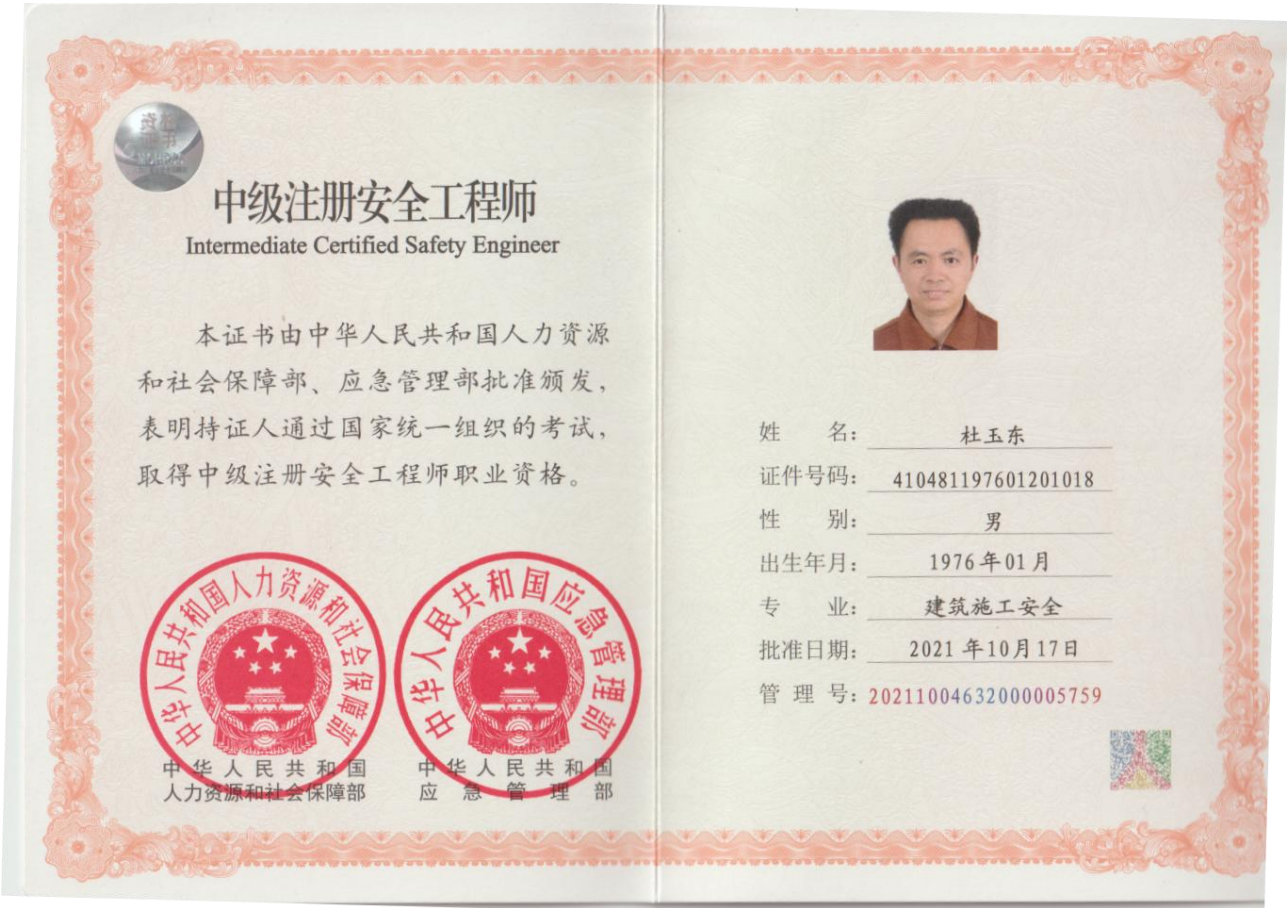 中级注册安全工程师
Intermediate Certified Safety Engineer
本证书由中华人民共和国人力资源
和社会保障部、应急管理部批准颁发，
表明持证人通过国家统一组织的考试，
取得中级注册安全工程师职业资格。
中华人民共和国人力资源和社会保障部
中华人民共和国应急管理部
中华人民共和国
人力资源和社会保障部
中华人民共和国
应急管理部
姓名：杜玉东
证件号码：410481197601201018
性别：男
出生年月：1976年01月
专业：建筑施工安全
批准日期：2021年10月17日
管理号：20211004632000005759